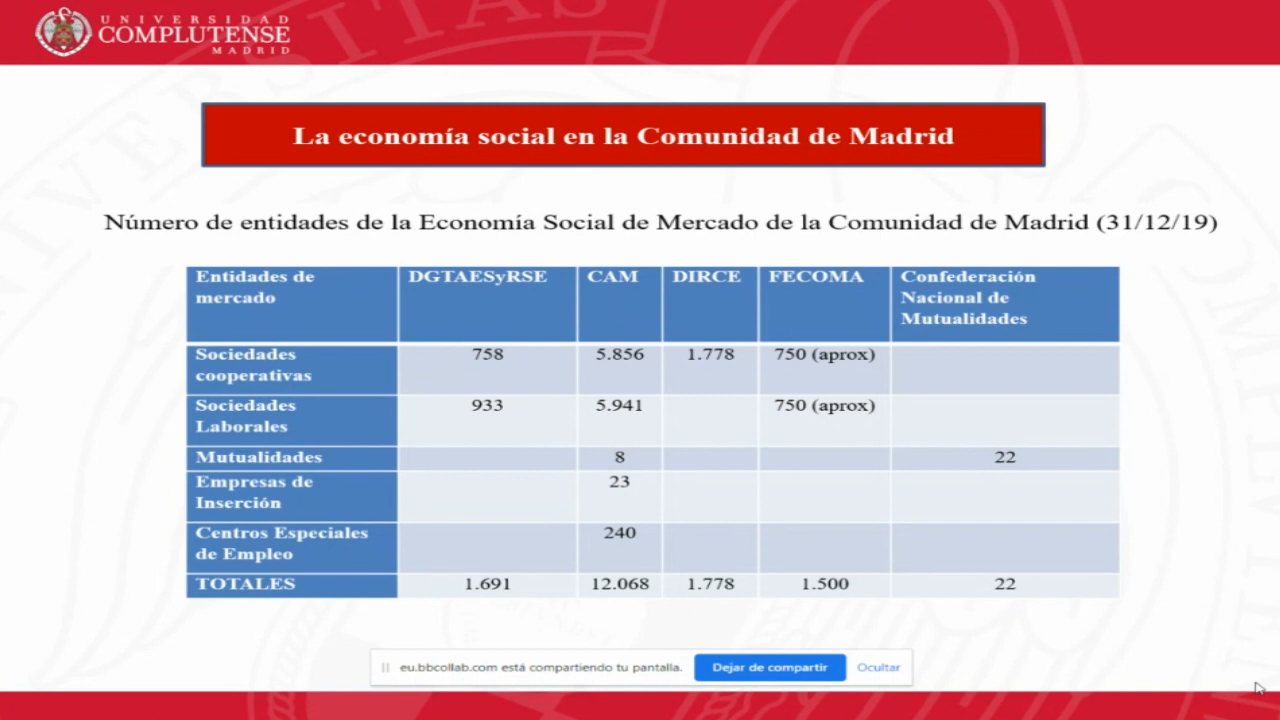 UNIVERSIDAD
COMPLUTENSE
MADRID
La economía social en la Comunidad de Madrid
Número de entidades de la Economía Social de Mercado de la Comunidad de Madrid (31/12/19)
Entidades de mercado DGTAESyRSE CAM DIRCE FECOMA Confederación Nacional de Mutualidades
Sociedades cooperativas 758 5.856 1.778 750 (aprox)
Sociedades Laborales 933 5.941 750 (aprox)
Mutualidades 8 22
Empresas de Inserción 23
Centros Especiales de Empleo 240
TOTALES 1.691 12.068 1.778 1.500 22
eu.bbcollab.com está compartiendo tu pantalla. Dejar de compartir Ocultar